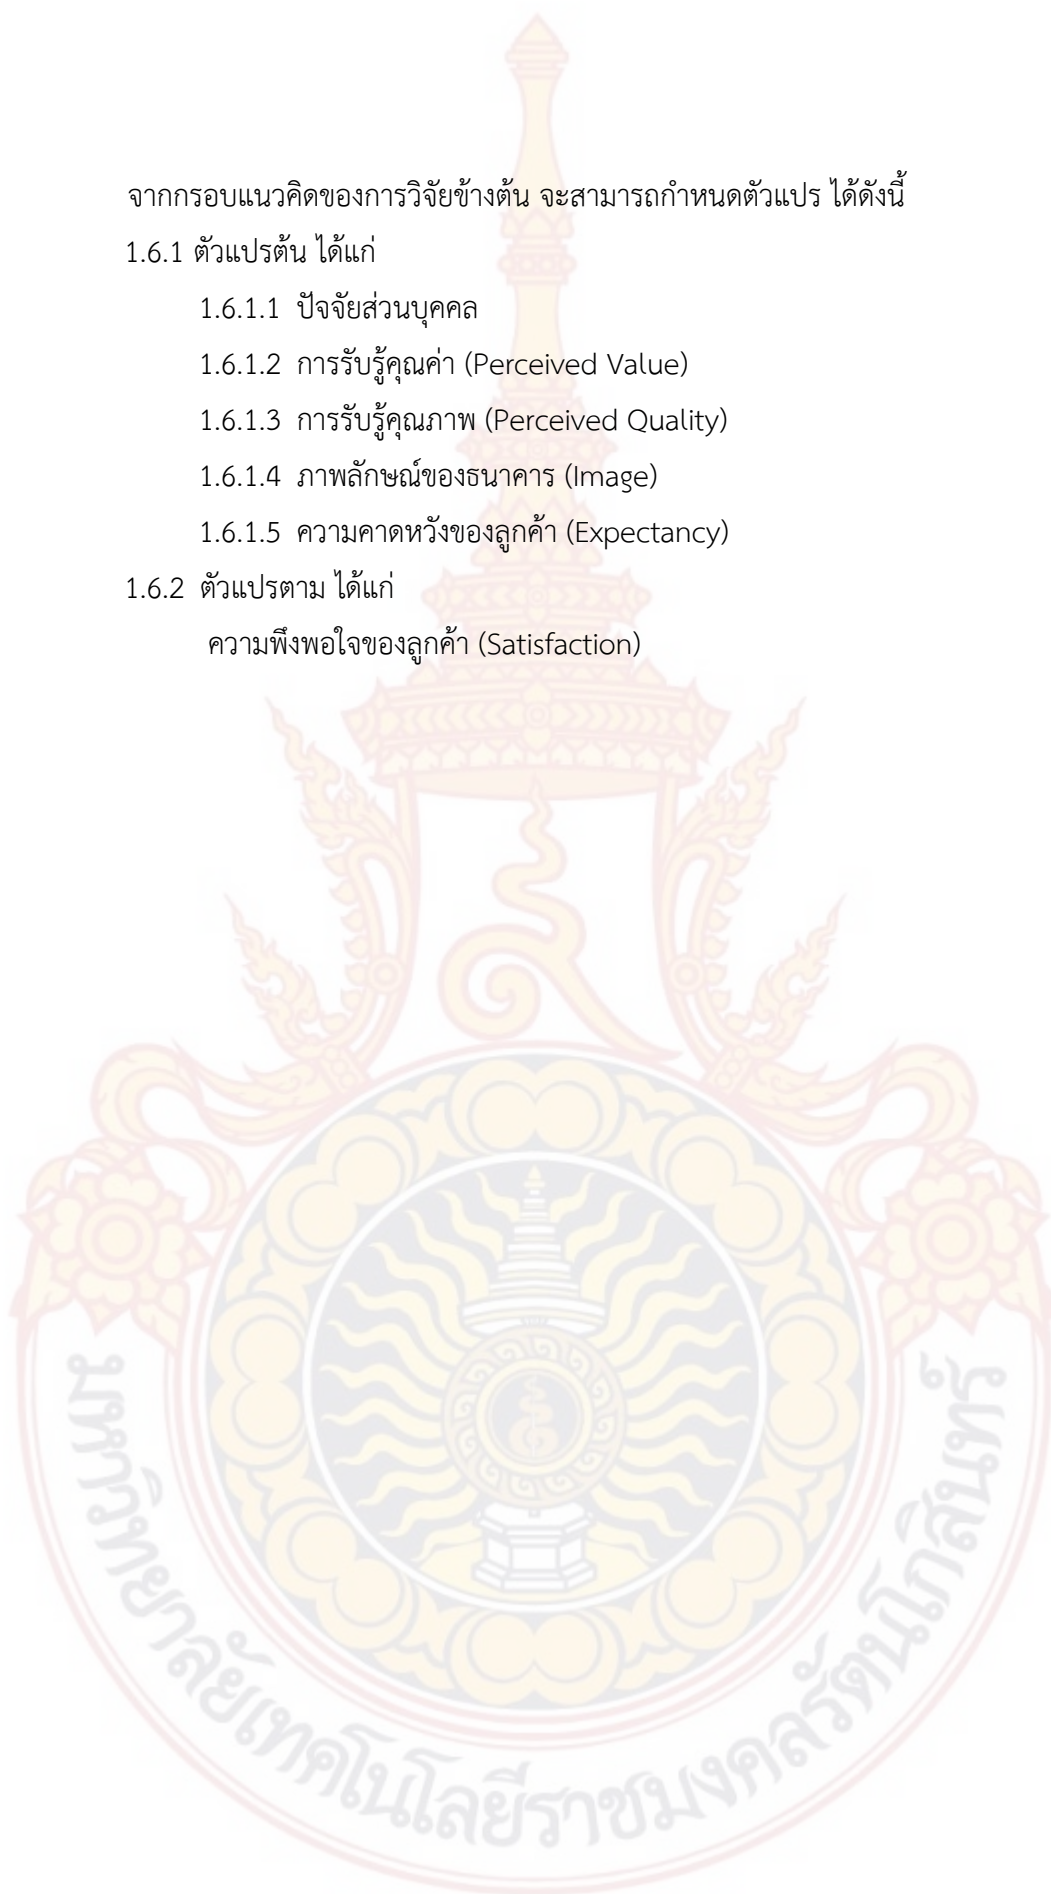 จากกรอบแนวคิดของการวิจัยข้างต้น จะสามารถกำหนดตัวแปร ได้ดังนี้
1.6.1 ตัวแปรต้น ได้แก่
1.6.1.1 ปัจจัยส่วนบุคคล
1.6.1.2 การรับรู้คุณค่า (Perceived Value)
1.6.1.3 การรับรู้คุณภาพ (Perceived Quality)
1.6.1.4 ภาพลักษณ์ของธนาคาร (Image)
1.6.1.5 ความคาดหวังของลูกค้า (Expectancy)
1.6.2 ตัวแปรตาม ได้แก่
ความพึงพอใจของลูกค้า (Satisfaction)
มหาวิทยาลัยเทคโนโลยีราชมงคลรัตนโกสินทร์